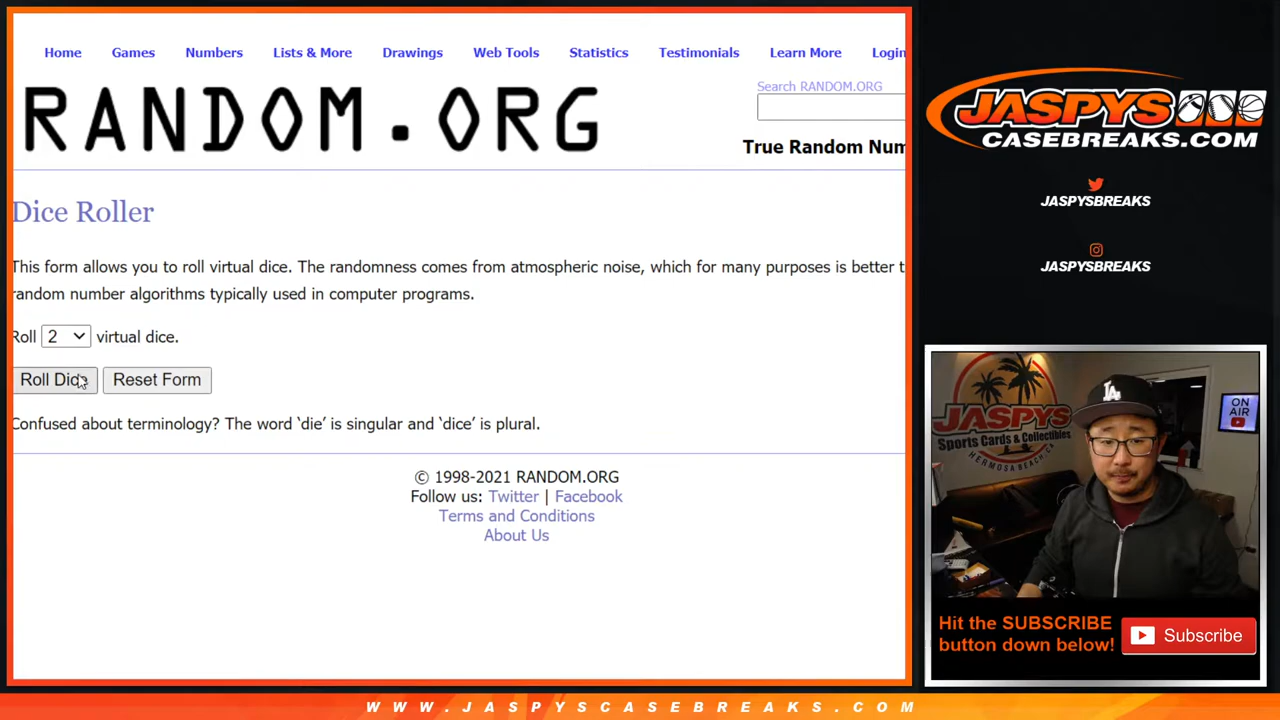 Home Games Numbers Lists & More Drawings Web Tools Statistics Testimonials Learn More Login
RANDOM.ORG
Search RANDOM.ORG
True Random Num
Dice Roller
This form allows you to roll virtual dice. The randomness comes from atmospheric noise, which for many purposes is better t
random number algorithms typically used in computer programs.
Roll 2 virtual dice.
Roll Dice Reset Form
Confused about terminology? The word ‘die’ is singular and ‘dice’ is plural.
© 1998-2021 RANDOM.ORG
Follow us: Twitter | Facebook
Terms and Conditions
About Us
JASPYS
CASEBREAKS.COM
JASPYSBREAKS
JASPYSBREAKS
JASPYS
Sports Cards & Collectibles
HERMOSA BEACH, CA
LA
ON
AIR
Hit the SUBSCRIBE
button down below!
Subscribe
WWW.JASPYSCASEBREAKS.COM